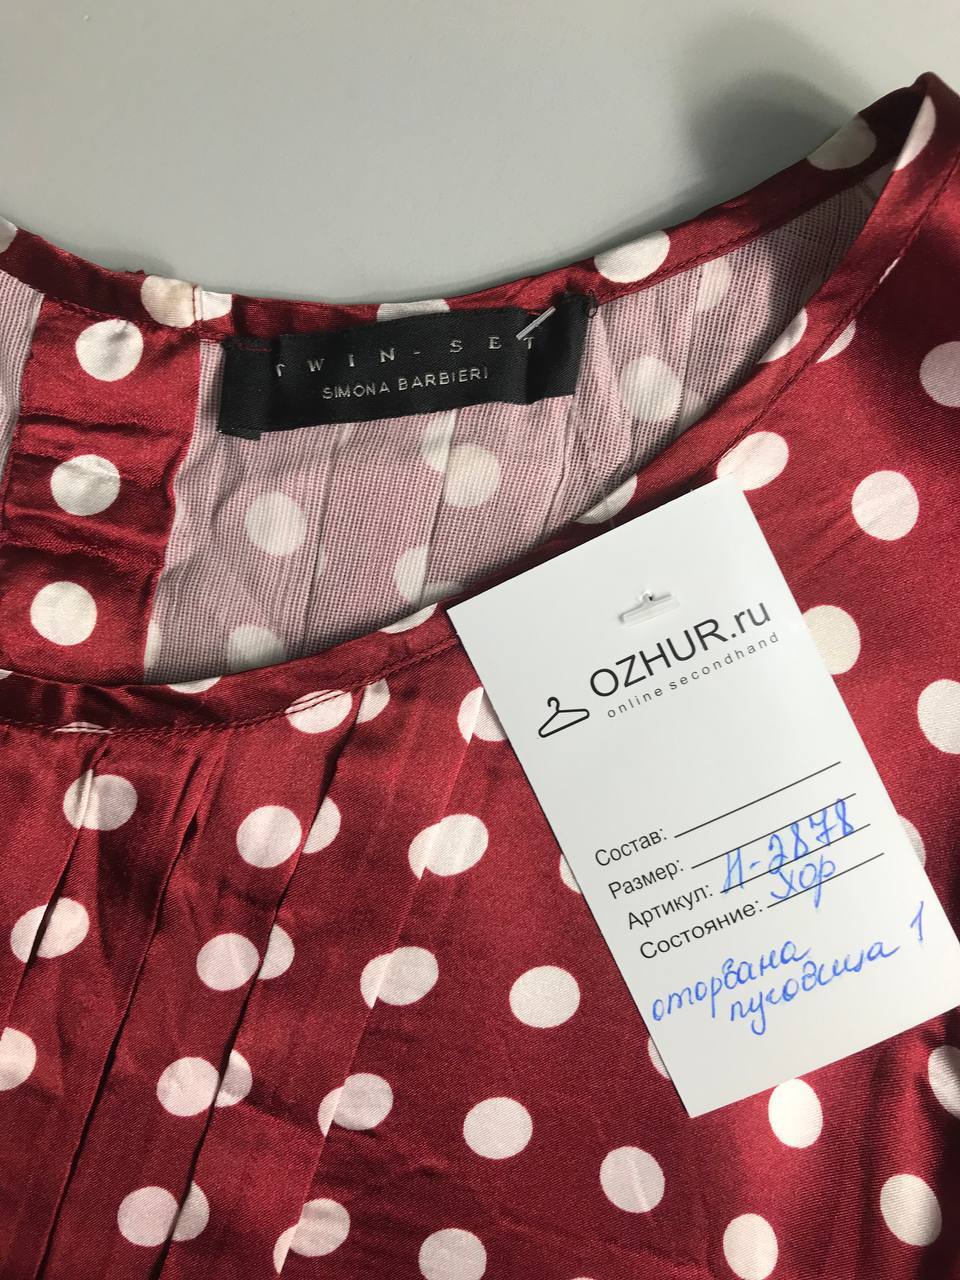 TWIN-SET
SIMONA BARBIERI
OZHUR.ru
online secondhand
Состав:
Размер:
Артикул: Н-2878
Состояние: хор
оторвана
пуговица 1